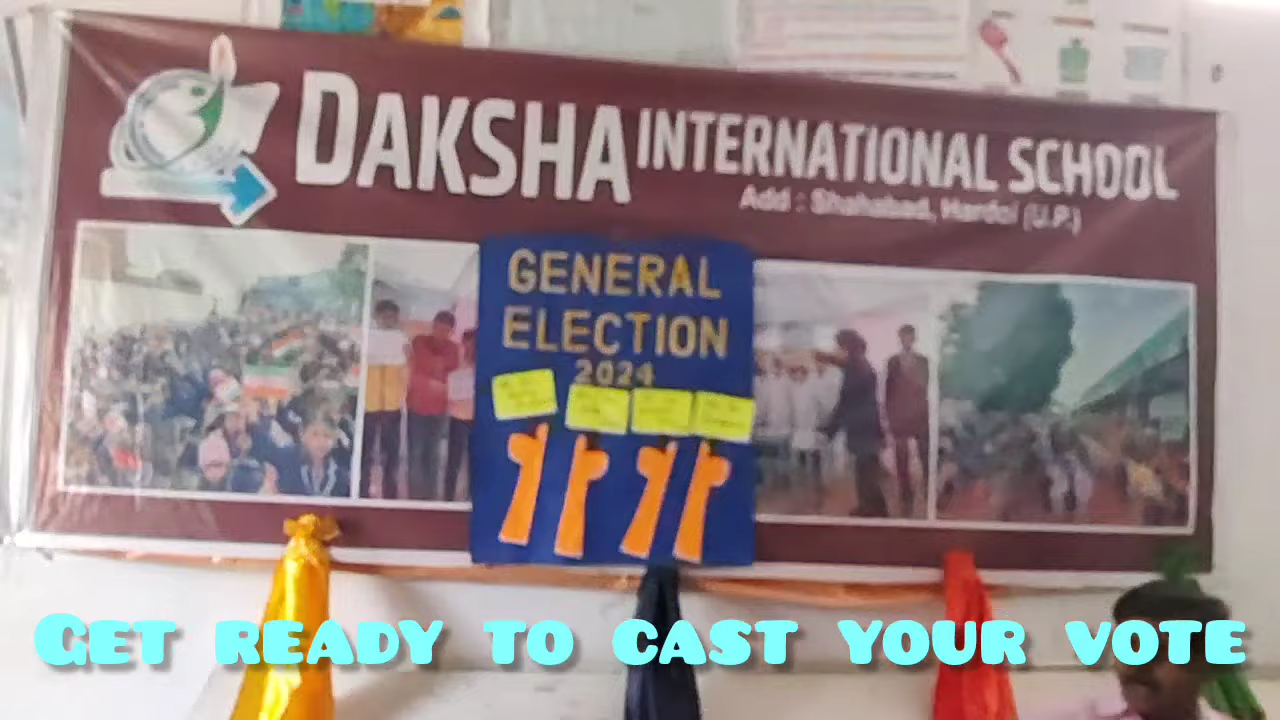 DAKSHA INTERNATIONAL SCHOOL
Add : Shahabad, Hardoi (U.P.)
GENERAL
ELECTION
2024
GET READY TO CAST YOUR VOTE